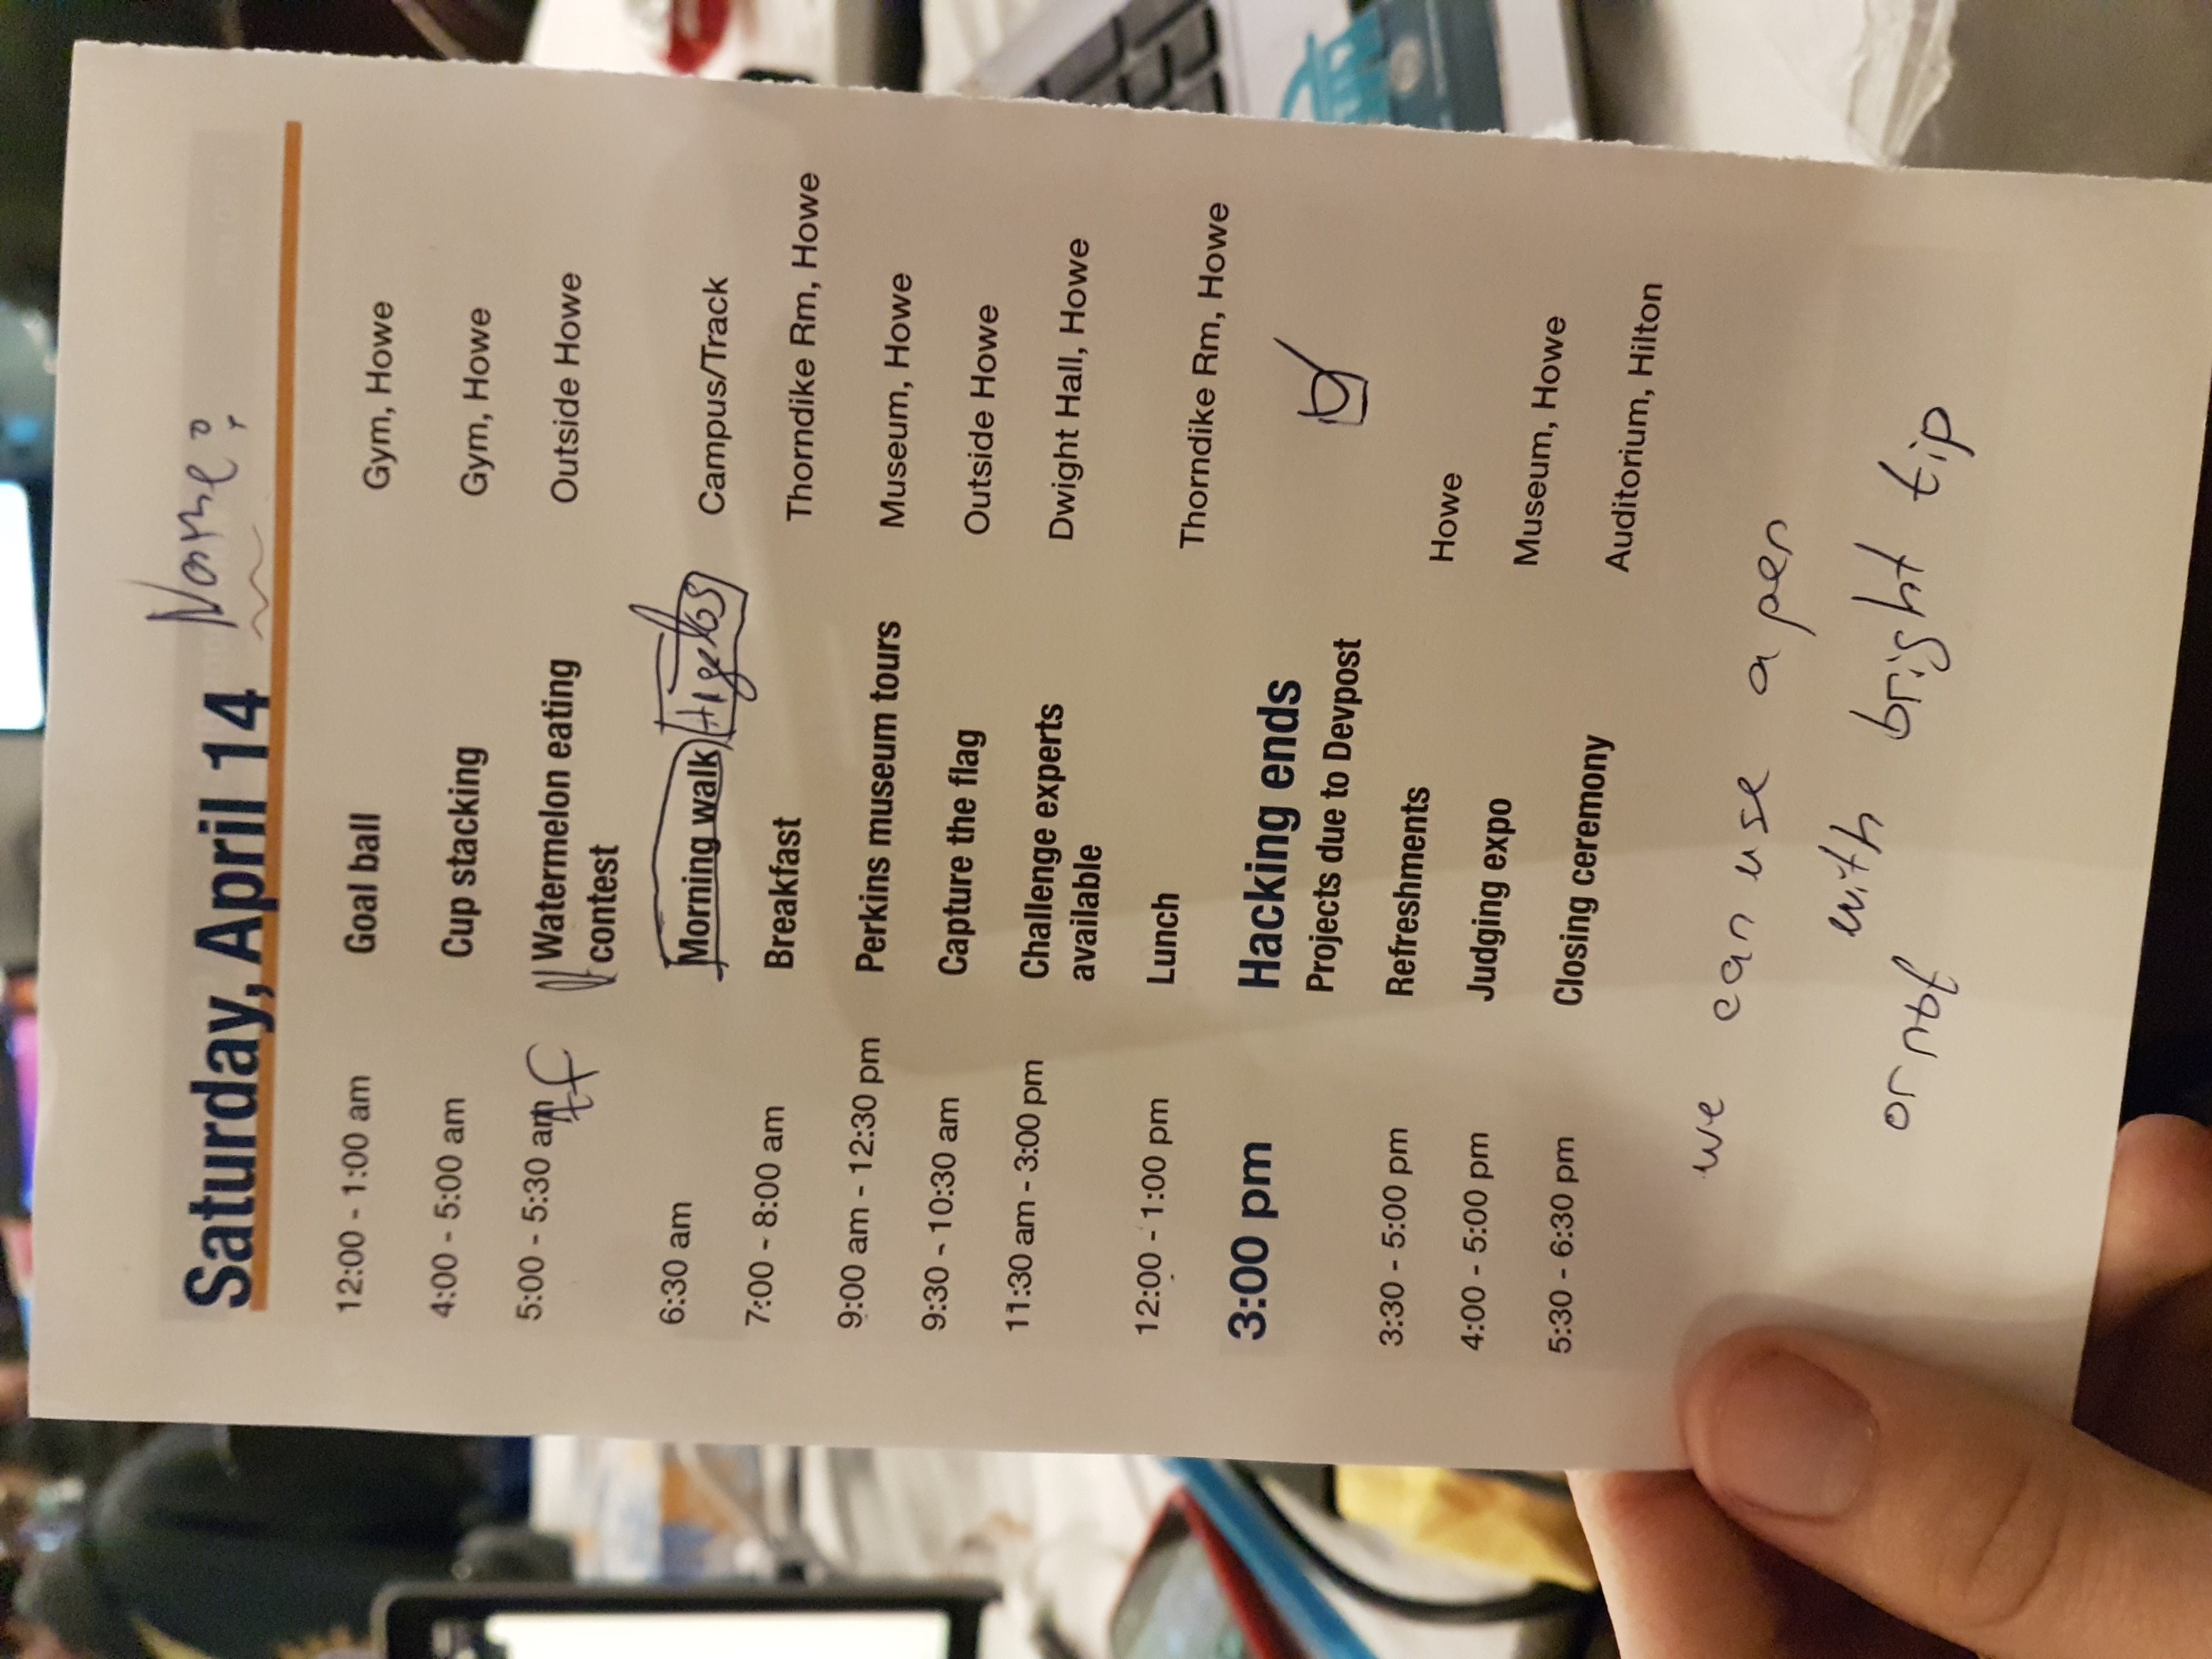 Saturday, April 14 Name:
12:00 - 1:00 am Goal ball Gym, Howe
4:00 - 5:00 am Cup stacking Gym, Howe
5:00 - 5:30 am Watermelon eating Outside Howe
contest
6:30 am Morning walk Campus/Track
7:00 - 8:00 am Breakfast Thorndike Rm, Howe
9:00 am - 12:30 pm Perkins museum tours Museum, Howe
9:30 - 10:30 am Capture the flag Outside Howe
11:30 am - 3:00 pm Challenge experts Dwight Hall, Howe
available
12:00 - 1:00 pm Lunch Thorndike Rm, Howe
3:00 pm Hacking ends
Projects due to Devpost
3:30 - 5:00 pm Refreshments Howe
4:00 - 5:00 pm Judging expo Museum, Howe
5:30 - 6:30 pm Closing ceremony Auditorium, Hilton
we can use a pen
with bright tip
or not